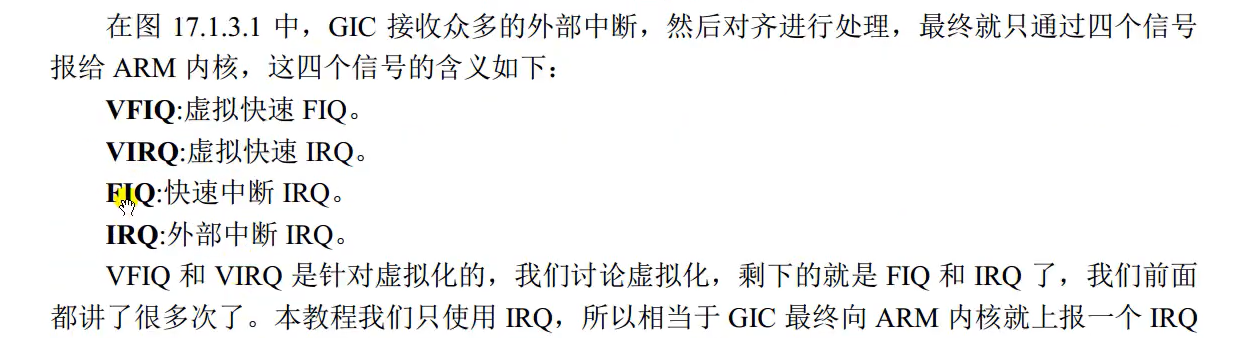 在图 17.1.3.1 中，GIC 接收众多的外部中断，然后对齐进行处理，最终就只通过四个信号
报给 ARM 内核，这四个信号的含义如下：
VFIQ:虚拟快速 FIQ。
VIRQ:虚拟快速 IRQ。
FIQ:快速中断 IRQ。
IRQ:外部中断 IRQ。
VFIQ 和 VIRQ 是针对虚拟化的，我们讨论虚拟化，剩下的就是 FIQ 和 IRQ 了，我们前面
都讲了很多次了。本教程我们只使用 IRQ，所以相当于 GIC 最终向 ARM 内核就上报一个 IRQ